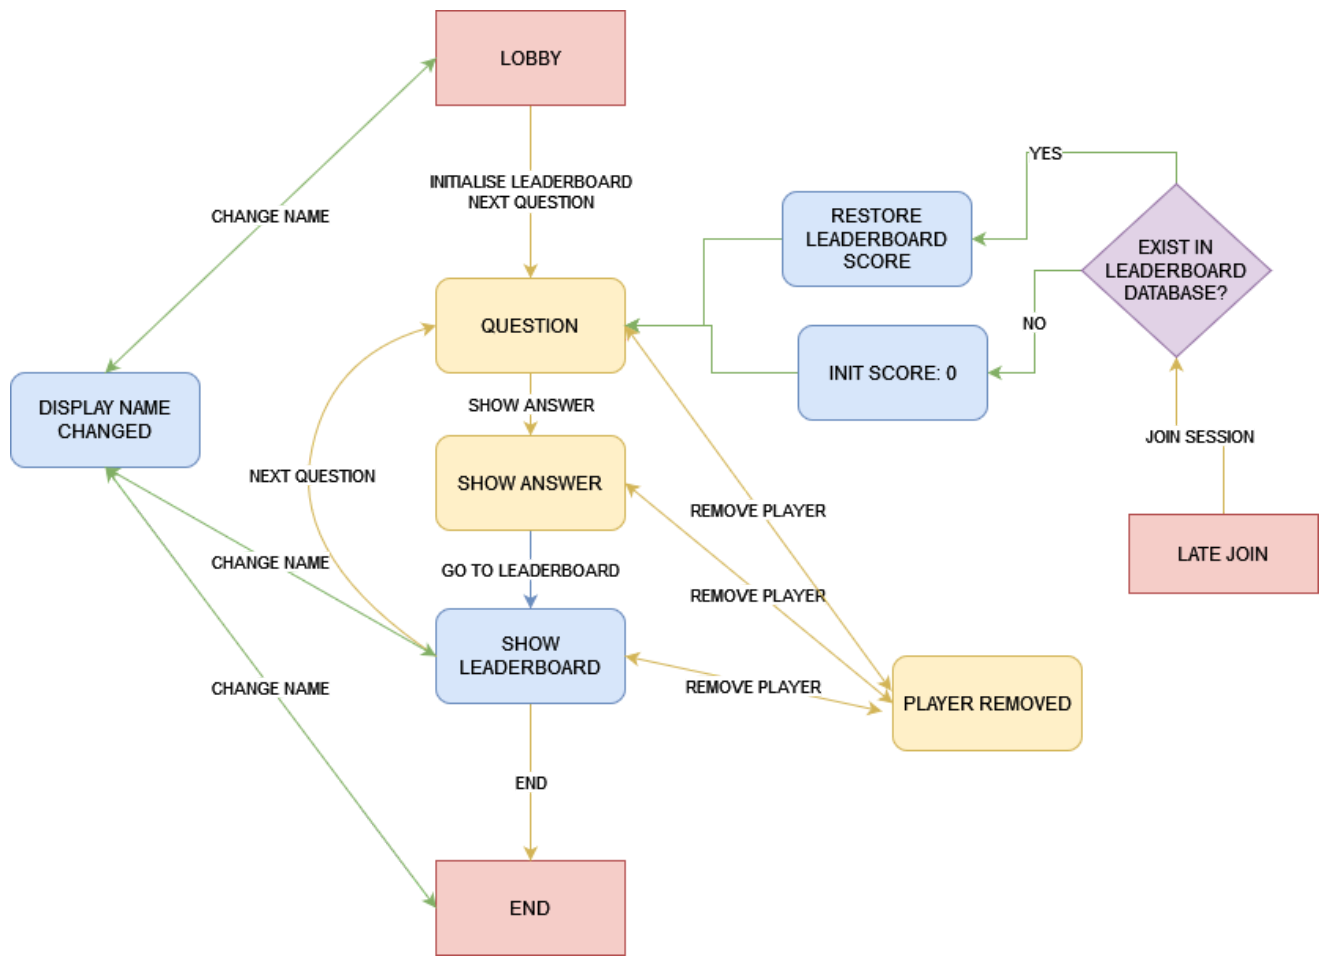 LOBBY
INITIALISE LEADERBOARD
NEXT QUESTION
CHANGE NAME
YES
RESTORE
LEADERBOARD
SCORE
EXIST IN
LEADERBOARD
DATABASE?
NO
QUESTION
INIT SCORE: 0
SHOW ANSWER
DISPLAY NAME
CHANGED
JOIN SESSION
NEXT QUESTION
SHOW ANSWER
REMOVE PLAYER
LATE JOIN
CHANGE NAME
GO TO LEADERBOARD
REMOVE PLAYER
SHOW
LEADERBOARD
CHANGE NAME
REMOVE PLAYER
PLAYER REMOVED
END
END